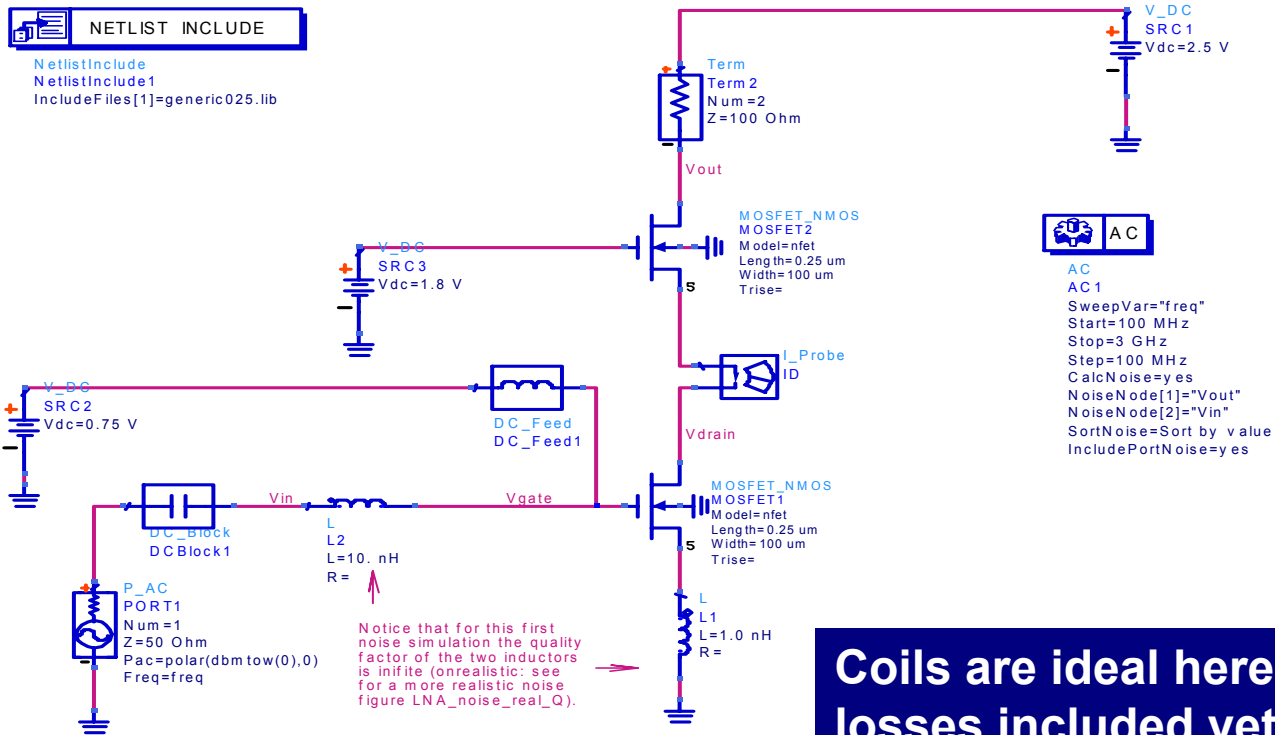 NETLIST INCLUDE
NetlistInclude
NetlistInclude1
IncludeFiles[1]=generic025.lib
V_DC
SRC1
Vdc=2.5 V
Term
Term2
Num=2
Z=100 Ohm
Vout
MOSFET_NMOS
MOSFET2
Model=nfet
Length=0.25 um
Width=100 um
Trise=
5
V_DC
SRC3
Vdc=1.8 V
AC
AC
AC1
SweepVar="freq"
Start=100 MHz
Stop=3 GHz
Step=100 MHz
CalcNoise=yes
NoiseNode[1]="Vout"
NoiseNode[2]="Vin"
SortNoise=Sort by value
IncludePortNoise=yes
I_Probe
ID
V_DC
SRC2
Vdc=0.75 V
DC_Feed
DC_Feed1
Vdrain
MOSFET_NMOS
MOSFET1
Model=nfet
Length=0.25 um
Width=100 um
Trise=
5
Vin
Vgate
DC_Block
DCBlock1
L
L2
L=10. nH
R=
P_AC
PORT1
Num=1
Z=50 Ohm
Pac=polar(dbmtow(0),0)
Freq=freq
L
L1
L=1.0 nH
R=
Notice that for this first
noise simulation the quality
factor of the two inductors
is inifite (onrealistic: see
for a more realistic noise
figure LNA_noise_real_Q).
Coils are ideal here
losses included yet